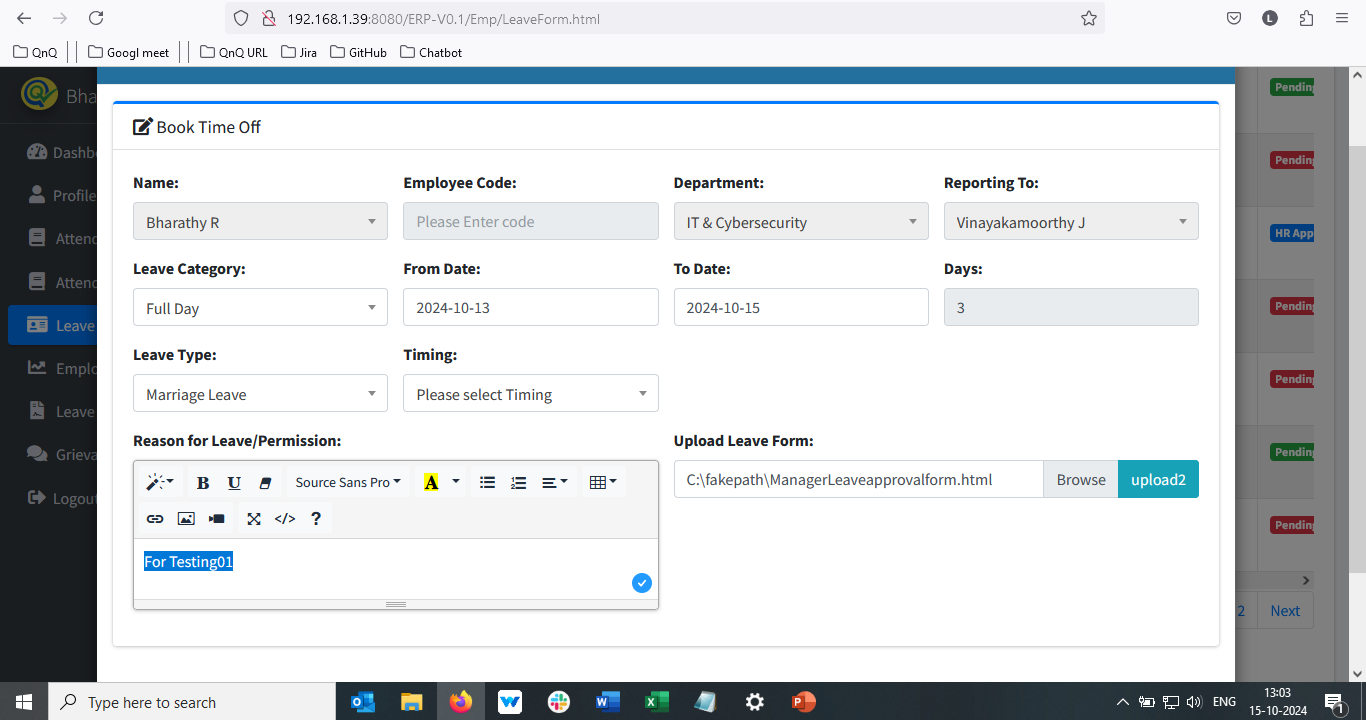 192.168.1.39:8080/ERP-V0.1/Emp/LeaveForm.html
L
QnQ Googl meet QnQ URL Jira GitHub Chatbot
Bha
Pending
Book Time Off
Dashb
Pending
Name: Employee Code: Department: Reporting To:
Profile
Bharathy R Please Enter code IT & Cybersecurity Vinayakamoorthy J
Atten
HR App
Leave Category: From Date: To Date: Days:
Atten
Full Day 2024-10-13 2024-10-15 3
Pending
Leave
Leave Type: Timing:
Emplo
Pending
Marriage Leave Please select Timing
Leave
Reason for Leave/Permission: Upload Leave Form:
Grieva
Pending
B U Source Sans Pro A
C:\fakepath\ManagerLeaveapprovalform.html Browse upload2
Logout
</> ?
Pending
For Testing01
2 Next
Type here to search
ENG
13:03
15-10-2024
1